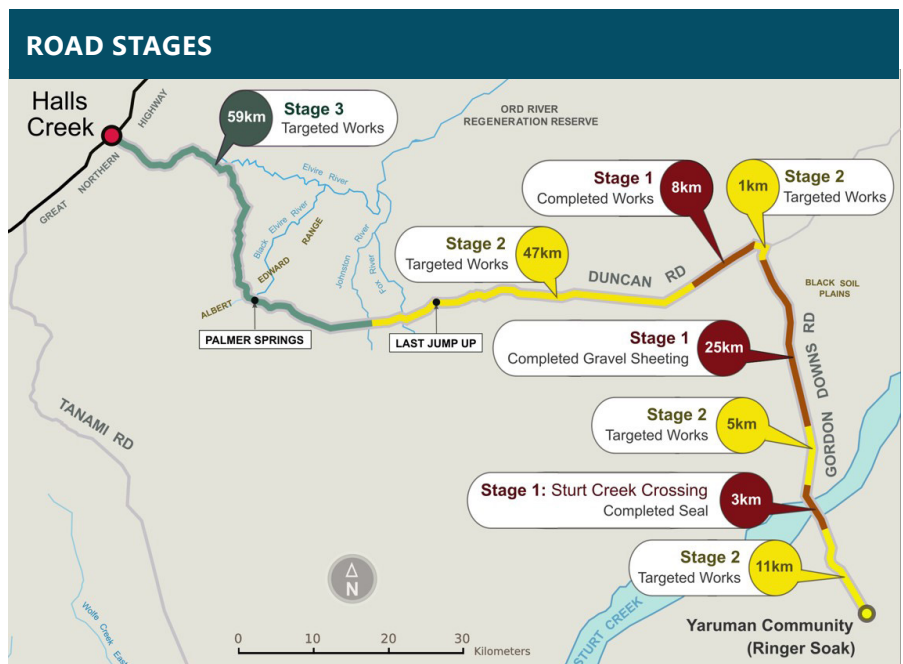 ROAD STAGES
Halls
Creek
HIGHWAY
NORTHERN
GREAT
59km
Stage 3
Targeted Works
ORD RIVER
REGENERATION RESERVE
Elvire River
Stage 1
Completed Works
8km
1km
Stage 2
Targeted Works
Black Elvire River
RANGE
EDWARD
ALBERT
Johnston
River
Fox
River
Stage 2
Targeted Works
47km
DUNCAN RD
BLACK SOIL
PLAINS
PALMER SPRINGS
LAST JUMP UP
Stage 1
Completed Gravel Sheeting
25km
GORDON DOWNS RD
TANAMI RD
Stage 2
Targeted Works
5km
Stage 1: Sturt Creek Crossing
Completed Seal
3km
Stage 2
Targeted Works
11km
N
Wolfe Creek
East
STURT CREEK
Yaruman Community
(Ringer Soak)
0 10 20 30
Kilometers